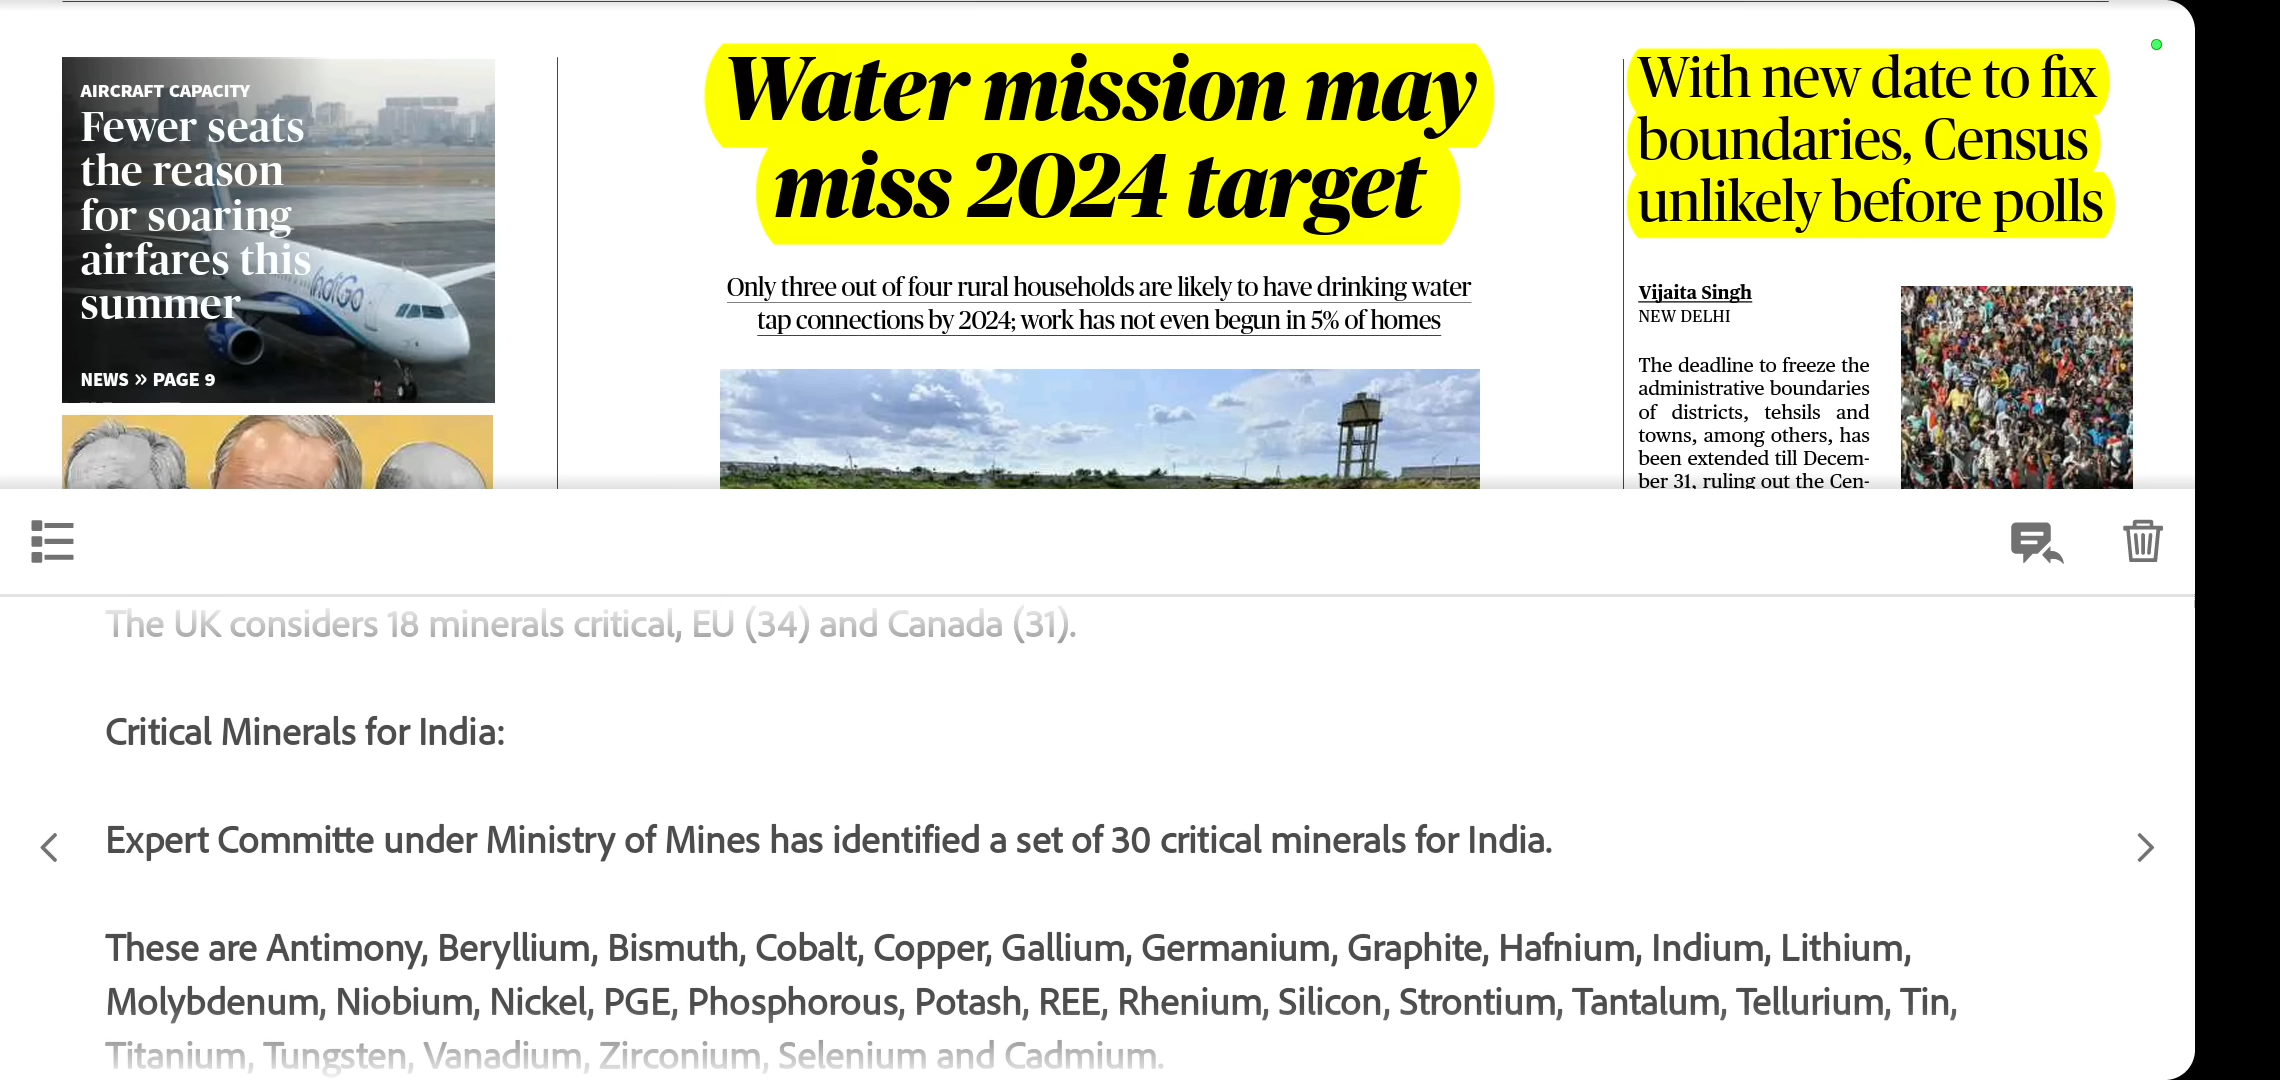 AIRCRAFT CAPACITY
Fewer seats
the reason
for soaring
airfares this
summer
IndiGo
NEWS » PAGE 9
Water mission may
miss 2024 target
Only three out of four rural households are likely to have drinking water
tap connections by 2024; work has not even begun in 5% of homes
With new date to fix
boundaries, Census
unlikely before polls
Vijaita Singh
NEW DELHI
The deadline to freeze the
administrative boundaries
of districts, tehsils and
towns, among others, has
been extended till Decem-
ber 31, ruling out the Cen-
The UK considers 18 minerals critical, EU (34) and Canada (31).
Critical Minerals for India:
Expert Committe under Ministry of Mines has identified a set of 30 critical minerals for India.
These are Antimony, Beryllium, Bismuth, Cobalt, Copper, Gallium, Germanium, Graphite, Hafnium, Indium, Lithium,
Molybdenum, Niobium, Nickel, PGE, Phosphorous, Potash, REE, Rhenium, Silicon, Strontium, Tantalum, Tellurium, Tin,
Titanium, Tungsten, Vanadium, Zirconium, Selenium and Cadmium.